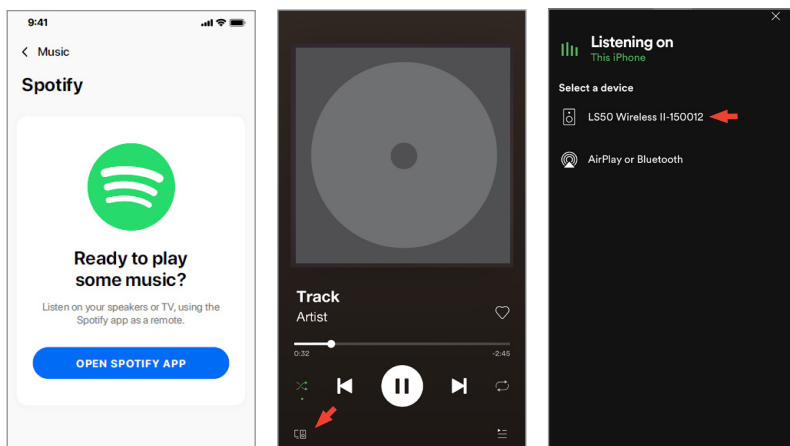 9:41
Music
Spotify
Ready to play
some music?
Listen on your speakers or TV, using the
Spotify app as a remote.
OPEN SPOTIFY APP
Track
Artist
0:32
-2:45
Listening on
This iPhone
Select a device
LS50 Wireless II-150012
AirPlay or Bluetooth